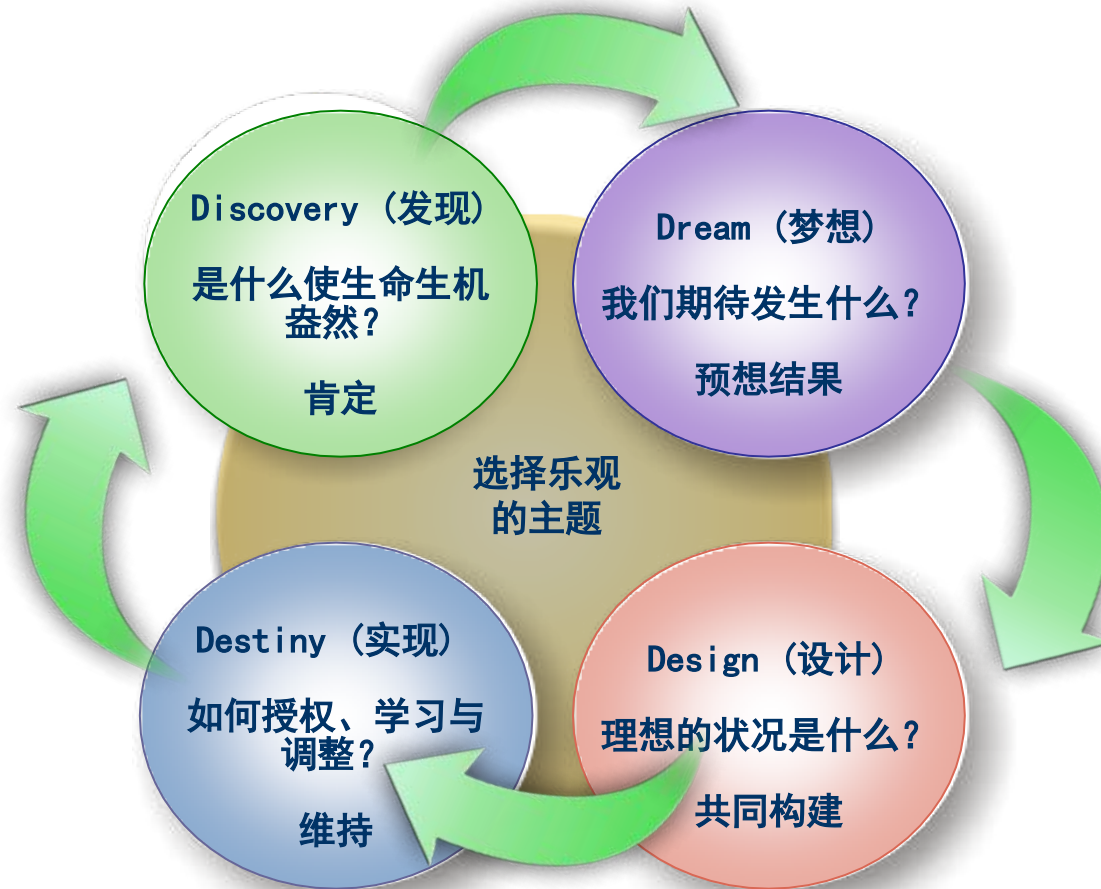 Discovery (发现)
是什么使生命生机
盎然?
肯定
Dream (梦想)
我们期待发生什么?
预想结果
选择乐观
的主题
Destiny (实现)
如何授权、学习与
调整?
维持
Design (设计)
理想的状况是什么?
共同构建